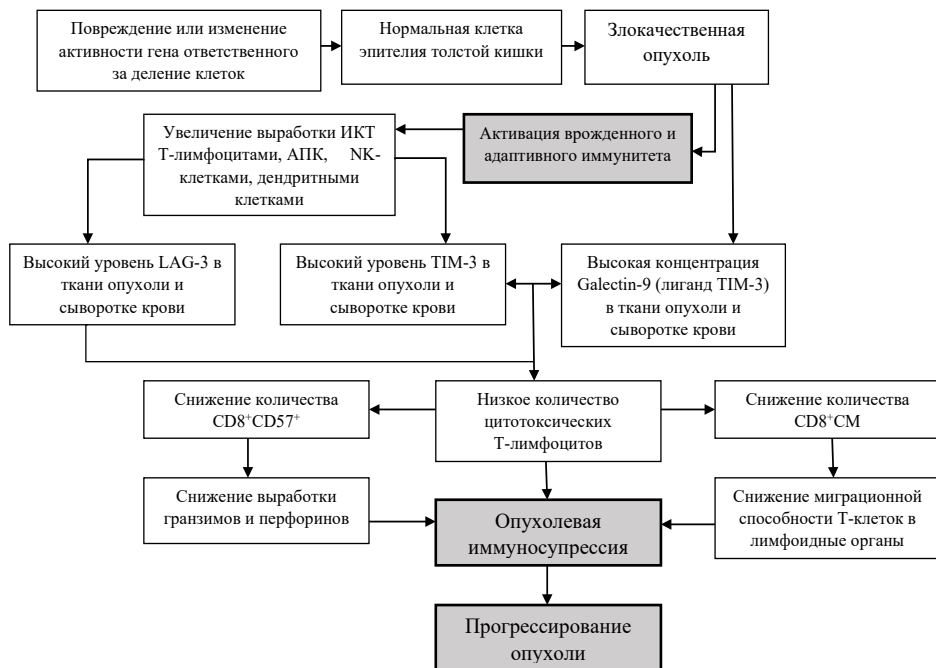 Повреждение или изменение
активности гена ответственного
за деление клеток
Нормальная клетка
эпителия толстой кишки
Злокачественная
опухоль
Увеличение выработки ИКТ
Т-лимфоцитами, АПК, NK-
клетками, дендритными
клетками
Активация врожденного и
адаптивного иммунитета
Высокий уровень LAG-3 в
ткани опухоли и
сыворотке крови
Высокий уровень TIM-3 в
ткани опухоли и
сыворотке крови
Высокая концентрация
Galectin-9 (лиганд TIM-3)
в ткани опухоли и
сыворотке крови
Снижение количества
CD8⁺CD57⁺
Низкое количество
цитотоксических
Т-лимфоцитов
Снижение количества
CD8⁺CM
Снижение выработки
гранзимов и перфоринов
Опухолевая
иммуносупрессия
Снижение миграционной
способности Т-клеток в
лимфоидные органы
Прогрессирование
опухоли